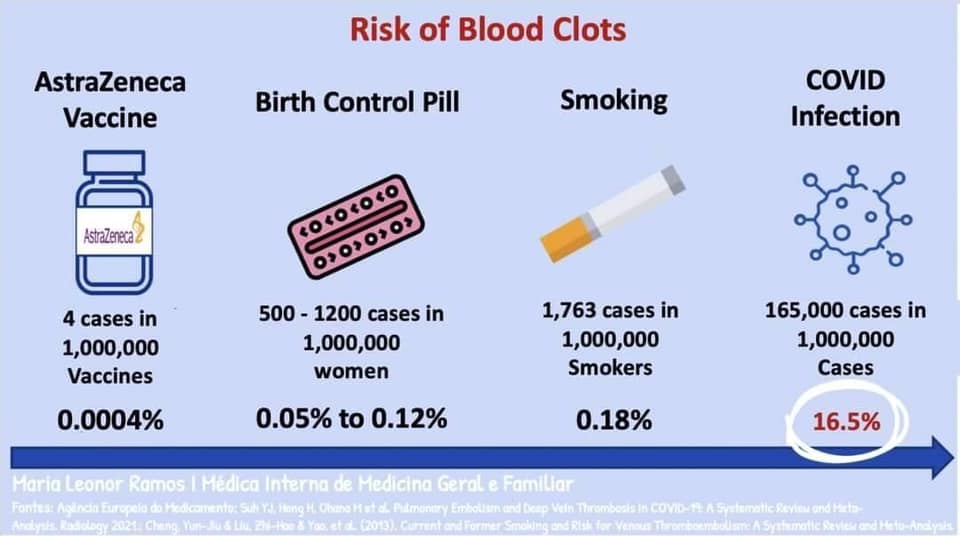 Risk of Blood Clots
AstraZeneca
Vaccine
Birth Control Pill
Smoking
COVID
Infection
AstraZeneca
4 cases in
1,000,000
Vaccines
500 - 1200 cases in
1,000,000
women
1,763 cases in
1,000,000
Smokers
165,000 cases in
1,000,000
Cases
0.0004%
0.05% to 0.12%
0.18%
16.5%
Maria Leonor Ramos | Médica Interna de Medicina Geral e Familiar
Fontes: Agência Europeia do Medicamento; Suh YJ, Hong H, Ohana M et al. Pulmonary Embolism and Deep Vein Thrombosis in COVID-19: A Systematic Review and Meta-
Analysis. Radiology 2021.; Cheng, Yun-Jiu & Liu, Zhi-Hao & Yao, et al. (2013). Current and Former Smoking and Risk for Venous Thromboembolism: A Systematic Review and Meta-Analysis